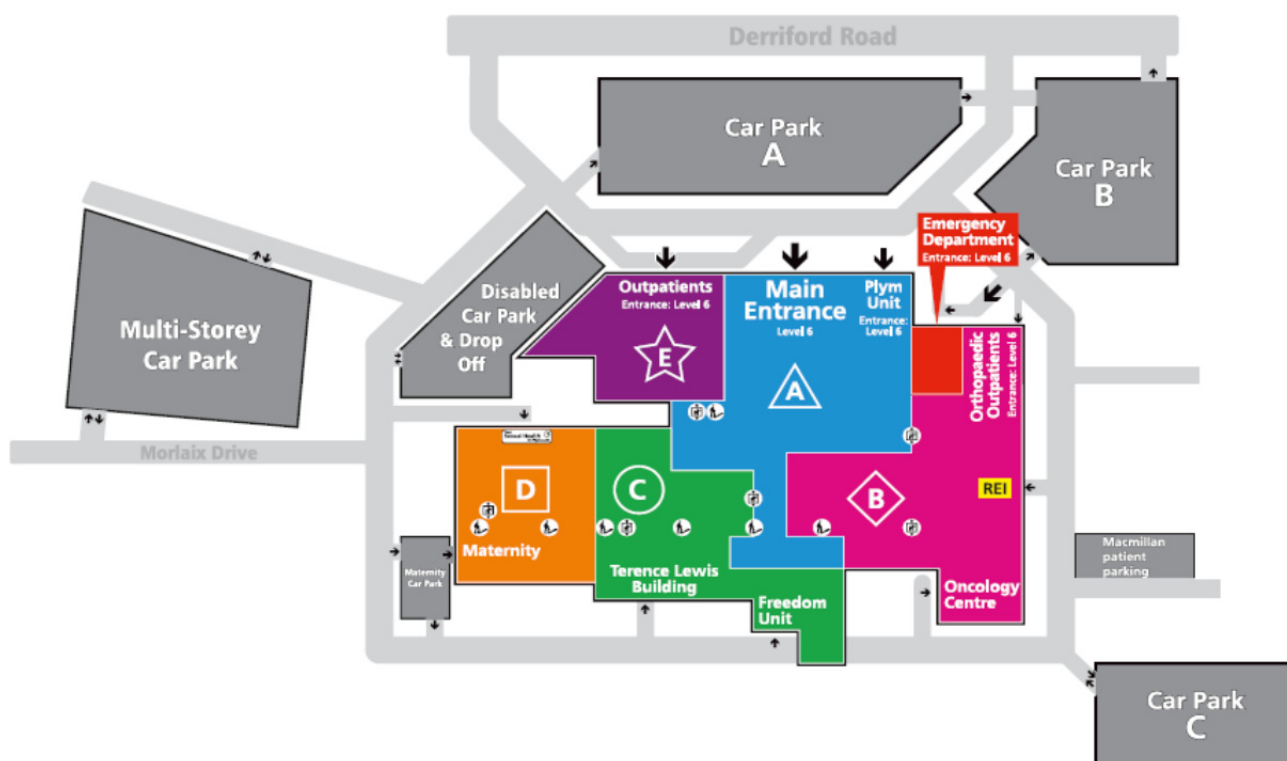 Derriford Road
Car Park
A
Car Park
B
Emergency
Department
Entrance: Level 6
Disabled
Car Park
& Drop
Off
Outpatients
Entrance: Level 6
E
Main
Entrance
Level 6
A
Plym
Unit
Entrance:
Level 6
Orthopaedic
Outpatients
Entrance: Level 6
Multi-Storey
Car Park
Morlaix Drive
D
C
B
REI
Maternity
Maternity
Car Park
Terence Lewis
Building
Freedom
Unit
Oncology
Centre
Macmillan
patient
parking
Car Park
C